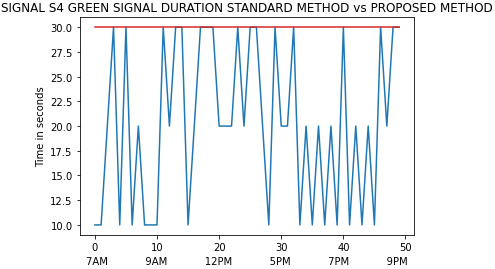 SIGNAL S4 GREEN SIGNAL DURATION STANDARD METHOD vs PROPOSED METHOD
30.0
27.5
25.0
22.5
20.0
17.5
15.0
12.5
10.0
Time in seconds
0 10 20 30 40 50
7AM 9AM 12PM 5PM 7PM 9PM